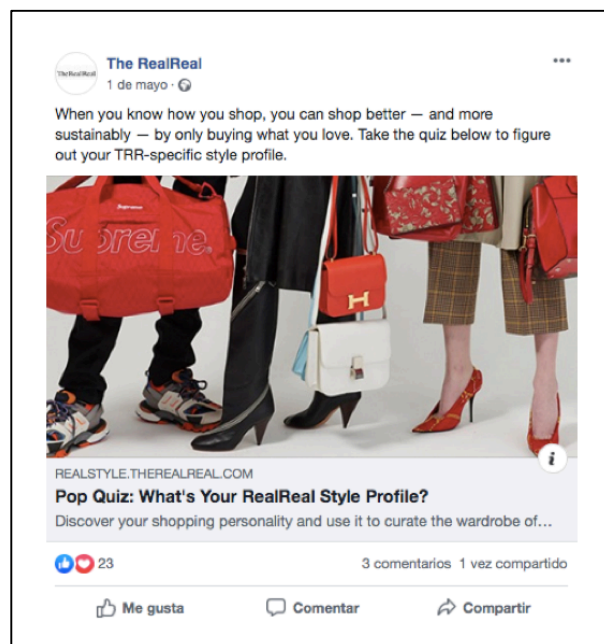 The RealReal
The RealReal
1 de mayo ·
When you know how you shop, you can shop better — and more
sustainably — by only buying what you love. Take the quiz below to figure
out your TRR-specific style profile.
Supreme
Supreme.
H
i
REALSTYLE.THEREALREAL.COM
Pop Quiz: What's Your RealReal Style Profile?
Discover your shopping personality and use it to curate the wardrobe of...
23
3 comentarios 1 vez compartido
Me gusta Comentar Compartir